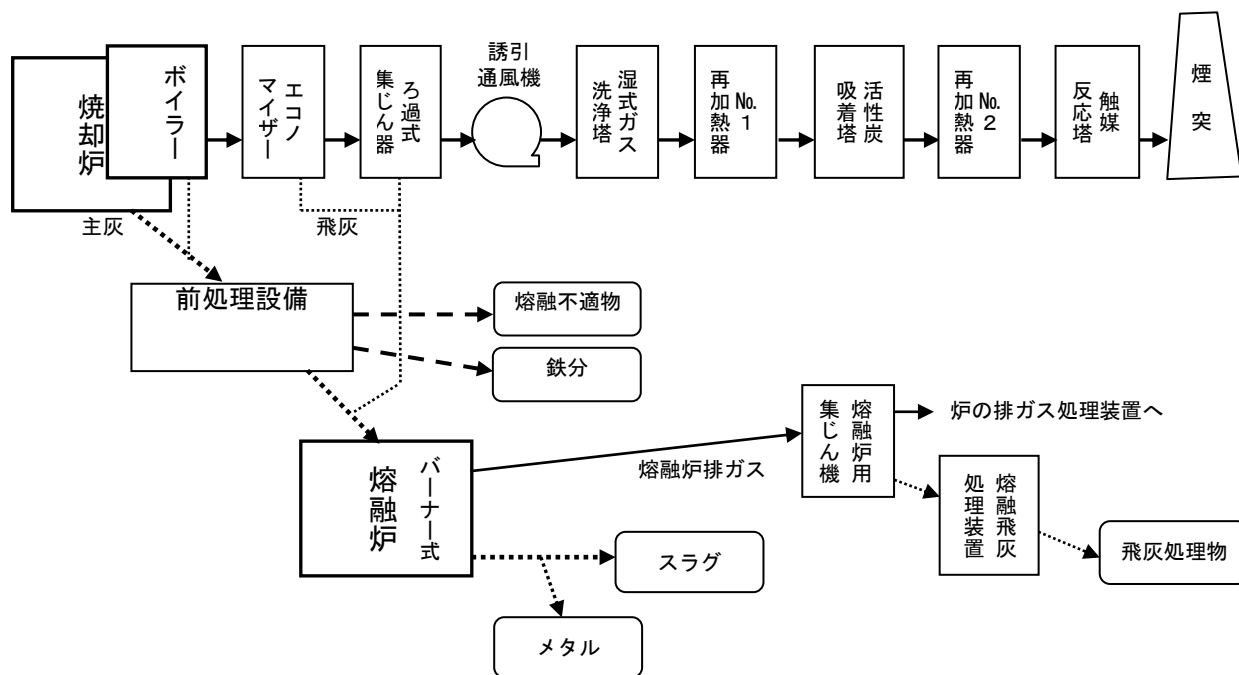 焼却炉
ボイラー
エコノ
マイザー
ろ過式
集じん器
誘引
通風機
湿式ガス
洗浄塔
№1
再加熱器
活性炭
吸着塔
№2
再加熱器
触媒
反応塔
煙突
主灰
飛灰
前処理設備
熔融不適物
鉄分
バーナー式
熔融炉
熔融炉排ガス
熔融炉用
集じん機
炉の排ガス処理装置へ
熔融飛灰
処理装置
飛灰処理物
スラグ
メタル